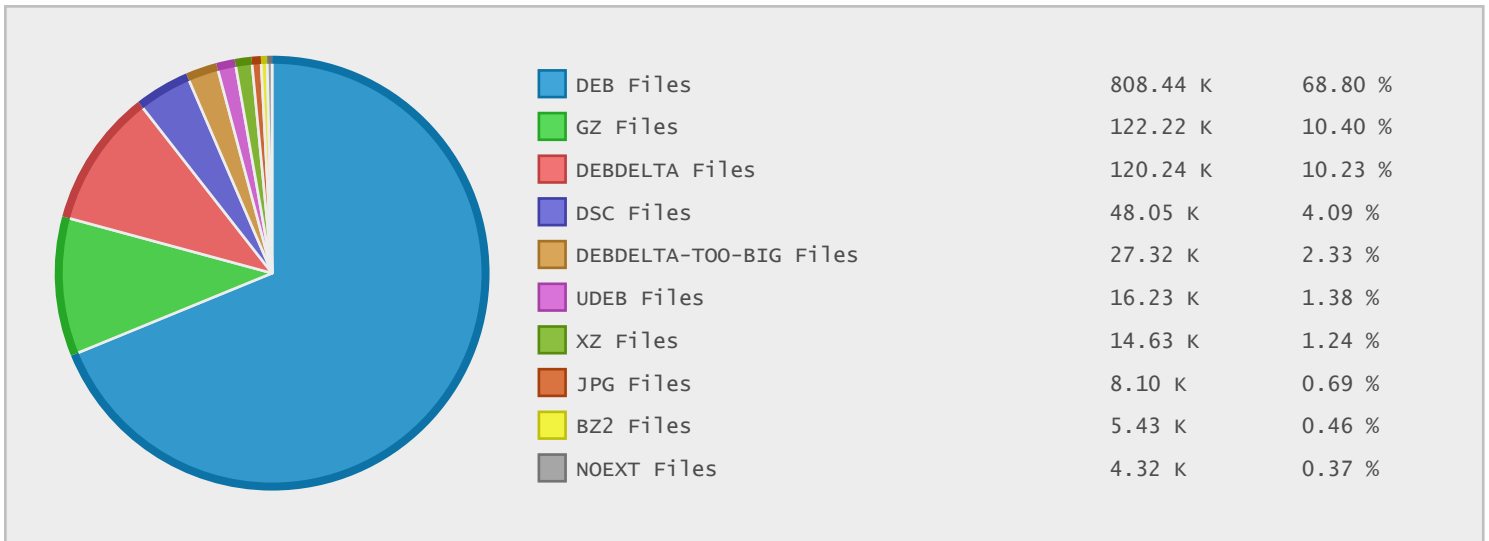 DEB Files 808.44 K 68.80 %
GZ Files 122.22 K 10.40 %
DEBDELTA Files 120.24 K 10.23 %
DSC Files 48.05 K 4.09 %
DEBDELTA-TOO-BIG Files 27.32 K 2.33 %
UDEB Files 16.23 K 1.38 %
XZ Files 14.63 K 1.24 %
JPG Files 8.10 K 0.69 %
BZ2 Files 5.43 K 0.46 %
NOEXT Files 4.32 K 0.37 %